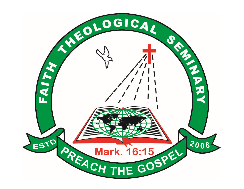 FAITH THEOLOGICAL SEMINARY
Mark. 16:15
ESTD 2006
PREACH THE GOSPEL